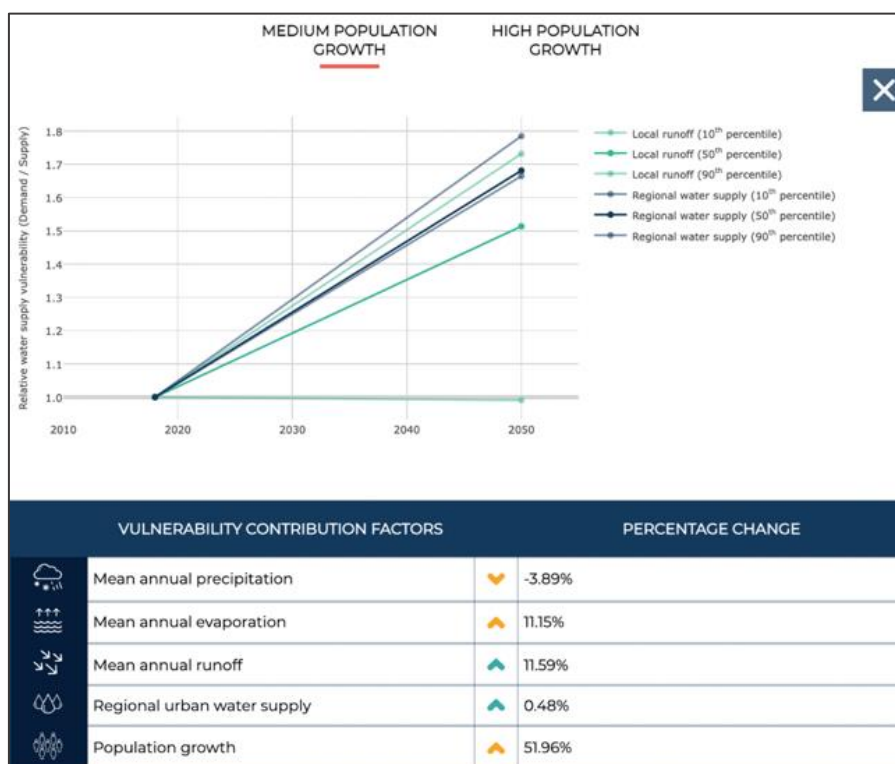 MEDIUM POPULATION
GROWTH
HIGH POPULATION
GROWTH
Relative water supply vulnerability (Demand / Supply)
1.8
1.7
1.6
1.5
1.4
1.3
1.2
1.1
1.0
2010
2020
2030
2040
2050
Local runoff (10th percentile)
Local runoff (50th percentile)
Local runoff (90th percentile)
Regional water supply (10th percentile)
Regional water supply (50th percentile)
Regional water supply (90th percentile)
VULNERABILITY CONTRIBUTION FACTORS
PERCENTAGE CHANGE
Mean annual precipitation
-3.89%
Mean annual evaporation
11.15%
Mean annual runoff
11.59%
Regional urban water supply
0.48%
Population growth
51.96%